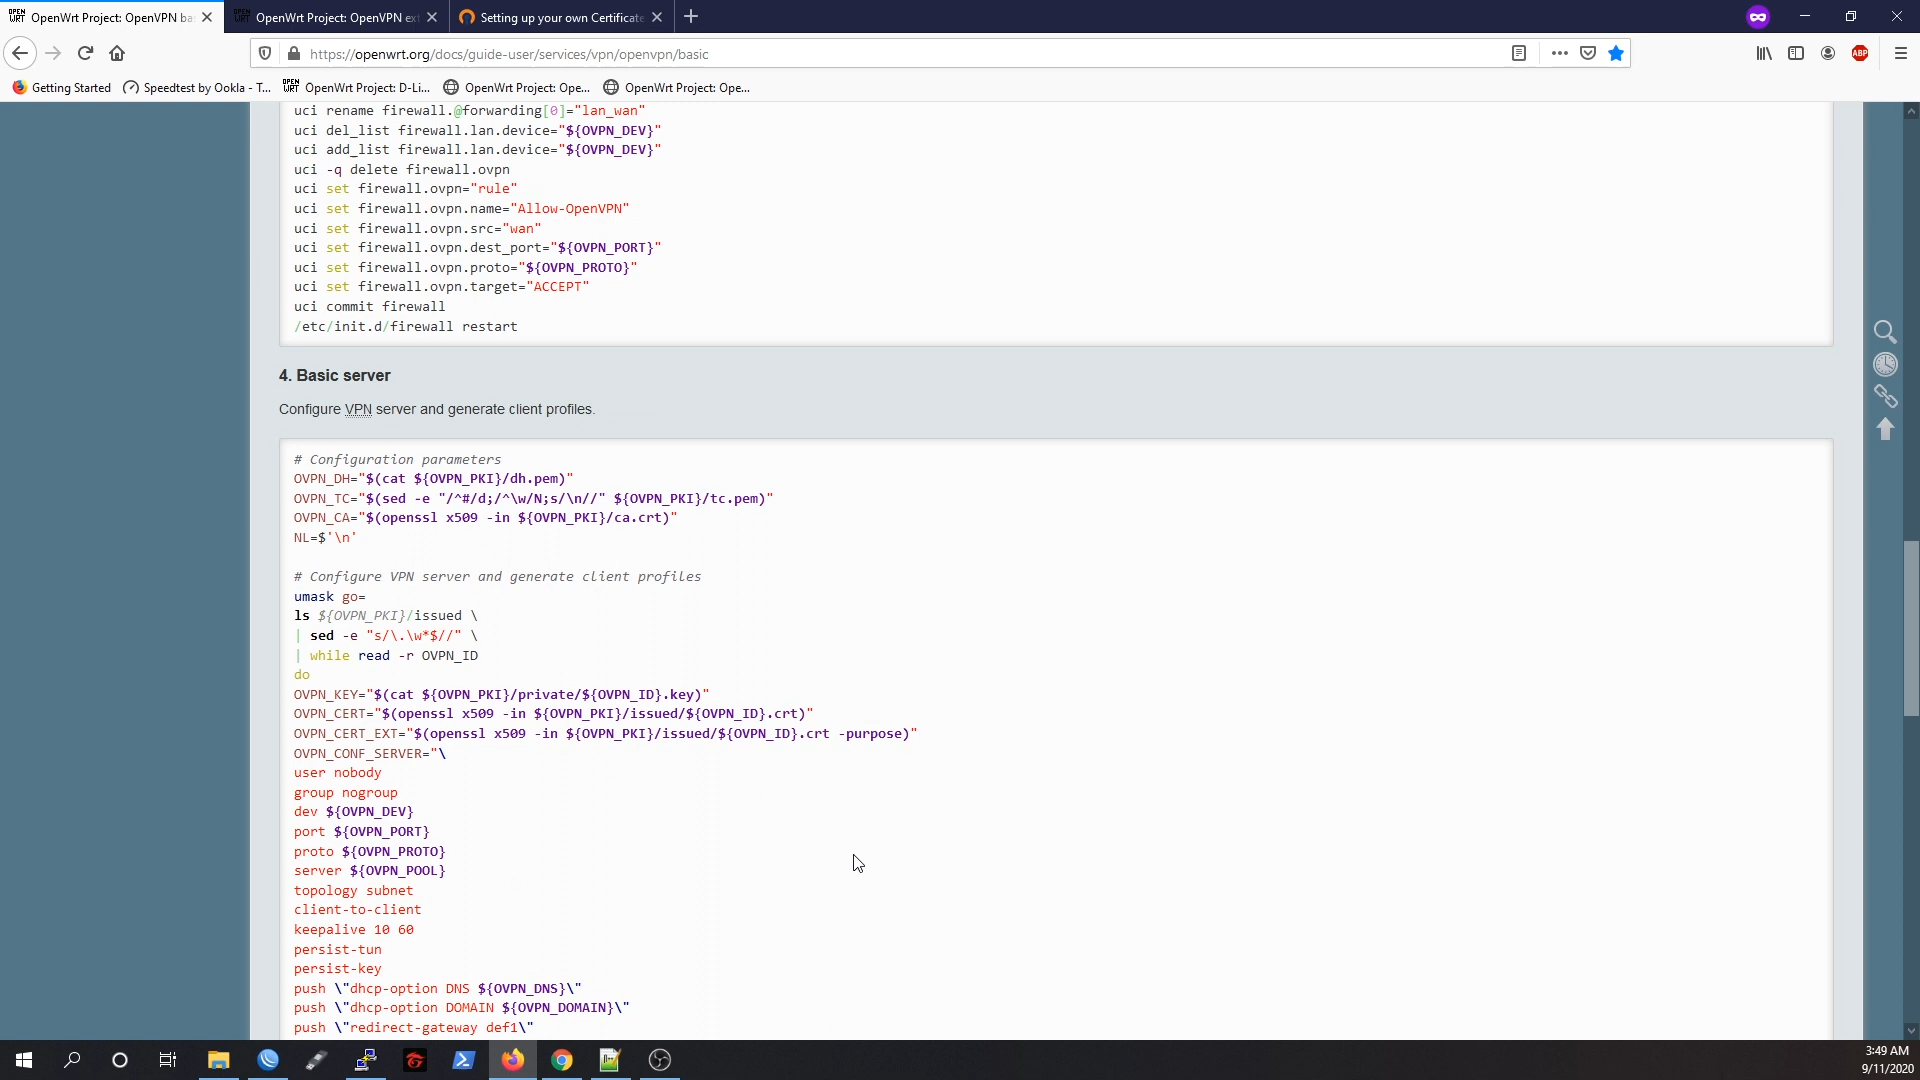 OpenWrt Project: OpenVPN ba
OpenWrt Project: OpenVPN ext
Setting up your own Certificate
https://openwrt.org/docs/guide-user/services/vpn/openvpn/basic
ABP
Getting Started
Speedtest by Ookla - T...
OpenWrt Project: D-Li...
OpenWrt Project: Ope...
OpenWrt Project: Ope...
uci rename firewall.@forwarding[0]="lan_wan"
uci del_list firewall.lan.device="${OVPN_DEV}"
uci add_list firewall.lan.device="${OVPN_DEV}"
uci -q delete firewall.ovpn
uci set firewall.ovpn="rule"
uci set firewall.ovpn.name="Allow-OpenVPN"
uci set firewall.ovpn.src="wan"
uci set firewall.ovpn.dest_port="${OVPN_PORT}"
uci set firewall.ovpn.proto="${OVPN_PROTO}"
uci set firewall.ovpn.target="ACCEPT"
uci commit firewall
/etc/init.d/firewall restart
4. Basic server
Configure VPN server and generate client profiles.
# Configuration parameters
OVPN_DH="$(cat ${OVPN_PKI}/dh.pem)"
OVPN_TC="$(sed -e "/^#/d;/^\w/N;s/\n//" ${OVPN_PKI}/tc.pem)"
OVPN_CA="$(openssl x509 -in ${OVPN_PKI}/ca.crt)"
NL=$'\n'
# Configure VPN server and generate client profiles
umask go=
ls ${OVPN_PKI}/issued \
| sed -e "s/\.\w*$//" \
| while read -r OVPN_ID
do
OVPN_KEY="$(cat ${OVPN_PKI}/private/${OVPN_ID}.key)"
OVPN_CERT="$(openssl x509 -in ${OVPN_PKI}/issued/${OVPN_ID}.crt)"
OVPN_CERT_EXT="$(openssl x509 -in ${OVPN_PKI}/issued/${OVPN_ID}.crt -purpose)"
OVPN_CONF_SERVER="\
user nobody
group nogroup
dev ${OVPN_DEV}
port ${OVPN_PORT}
proto ${OVPN_PROTO}
server ${OVPN_POOL}
topology subnet
client-to-client
keepalive 10 60
persist-tun
persist-key
push \"dhcp-option DNS ${OVPN_DNS}\"
push \"dhcp-option DOMAIN ${OVPN_DOMAIN}\"
push \"redirect-gateway def1\"
3:49 AM
9/11/2020